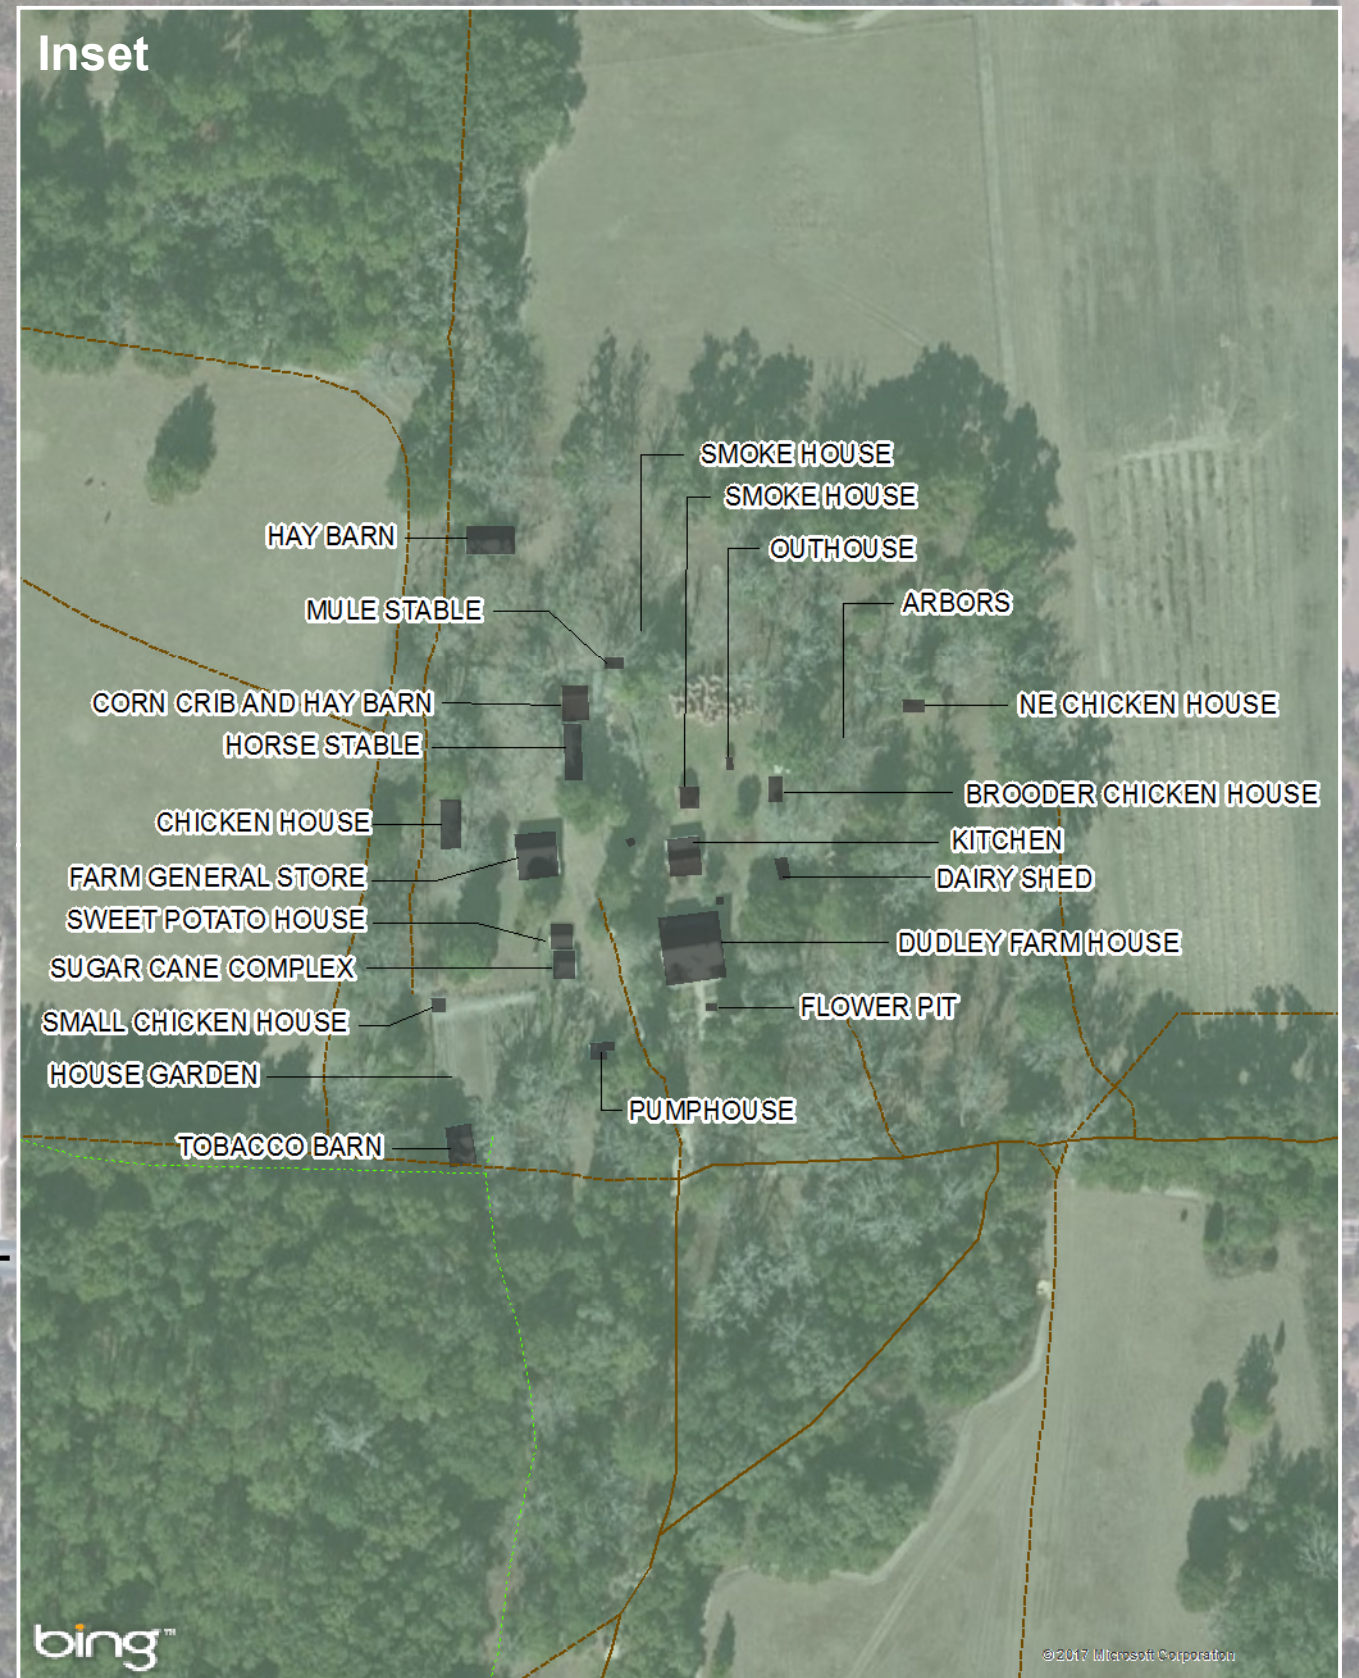 Inset
SMOKE HOUSE
SMOKE HOUSE
HAY BARN
OUTHOUSE
ARBORS
MULE STABLE
CORN CRIB AND HAY BARN
NE CHICKEN HOUSE
HORSE STABLE
BROODER CHICKEN HOUSE
CHICKEN HOUSE
KITCHEN
FARM GENERAL STORE
DAIRY SHED
SWEET POTATO HOUSE
DUDLEY FARM HOUSE
SUGAR CANE COMPLEX
FLOWER PIT
SMALL CHICKEN HOUSE
HOUSE GARDEN
PUMPHOUSE
TOBACCO BARN
bing™
© 2017 Microsoft Corporation